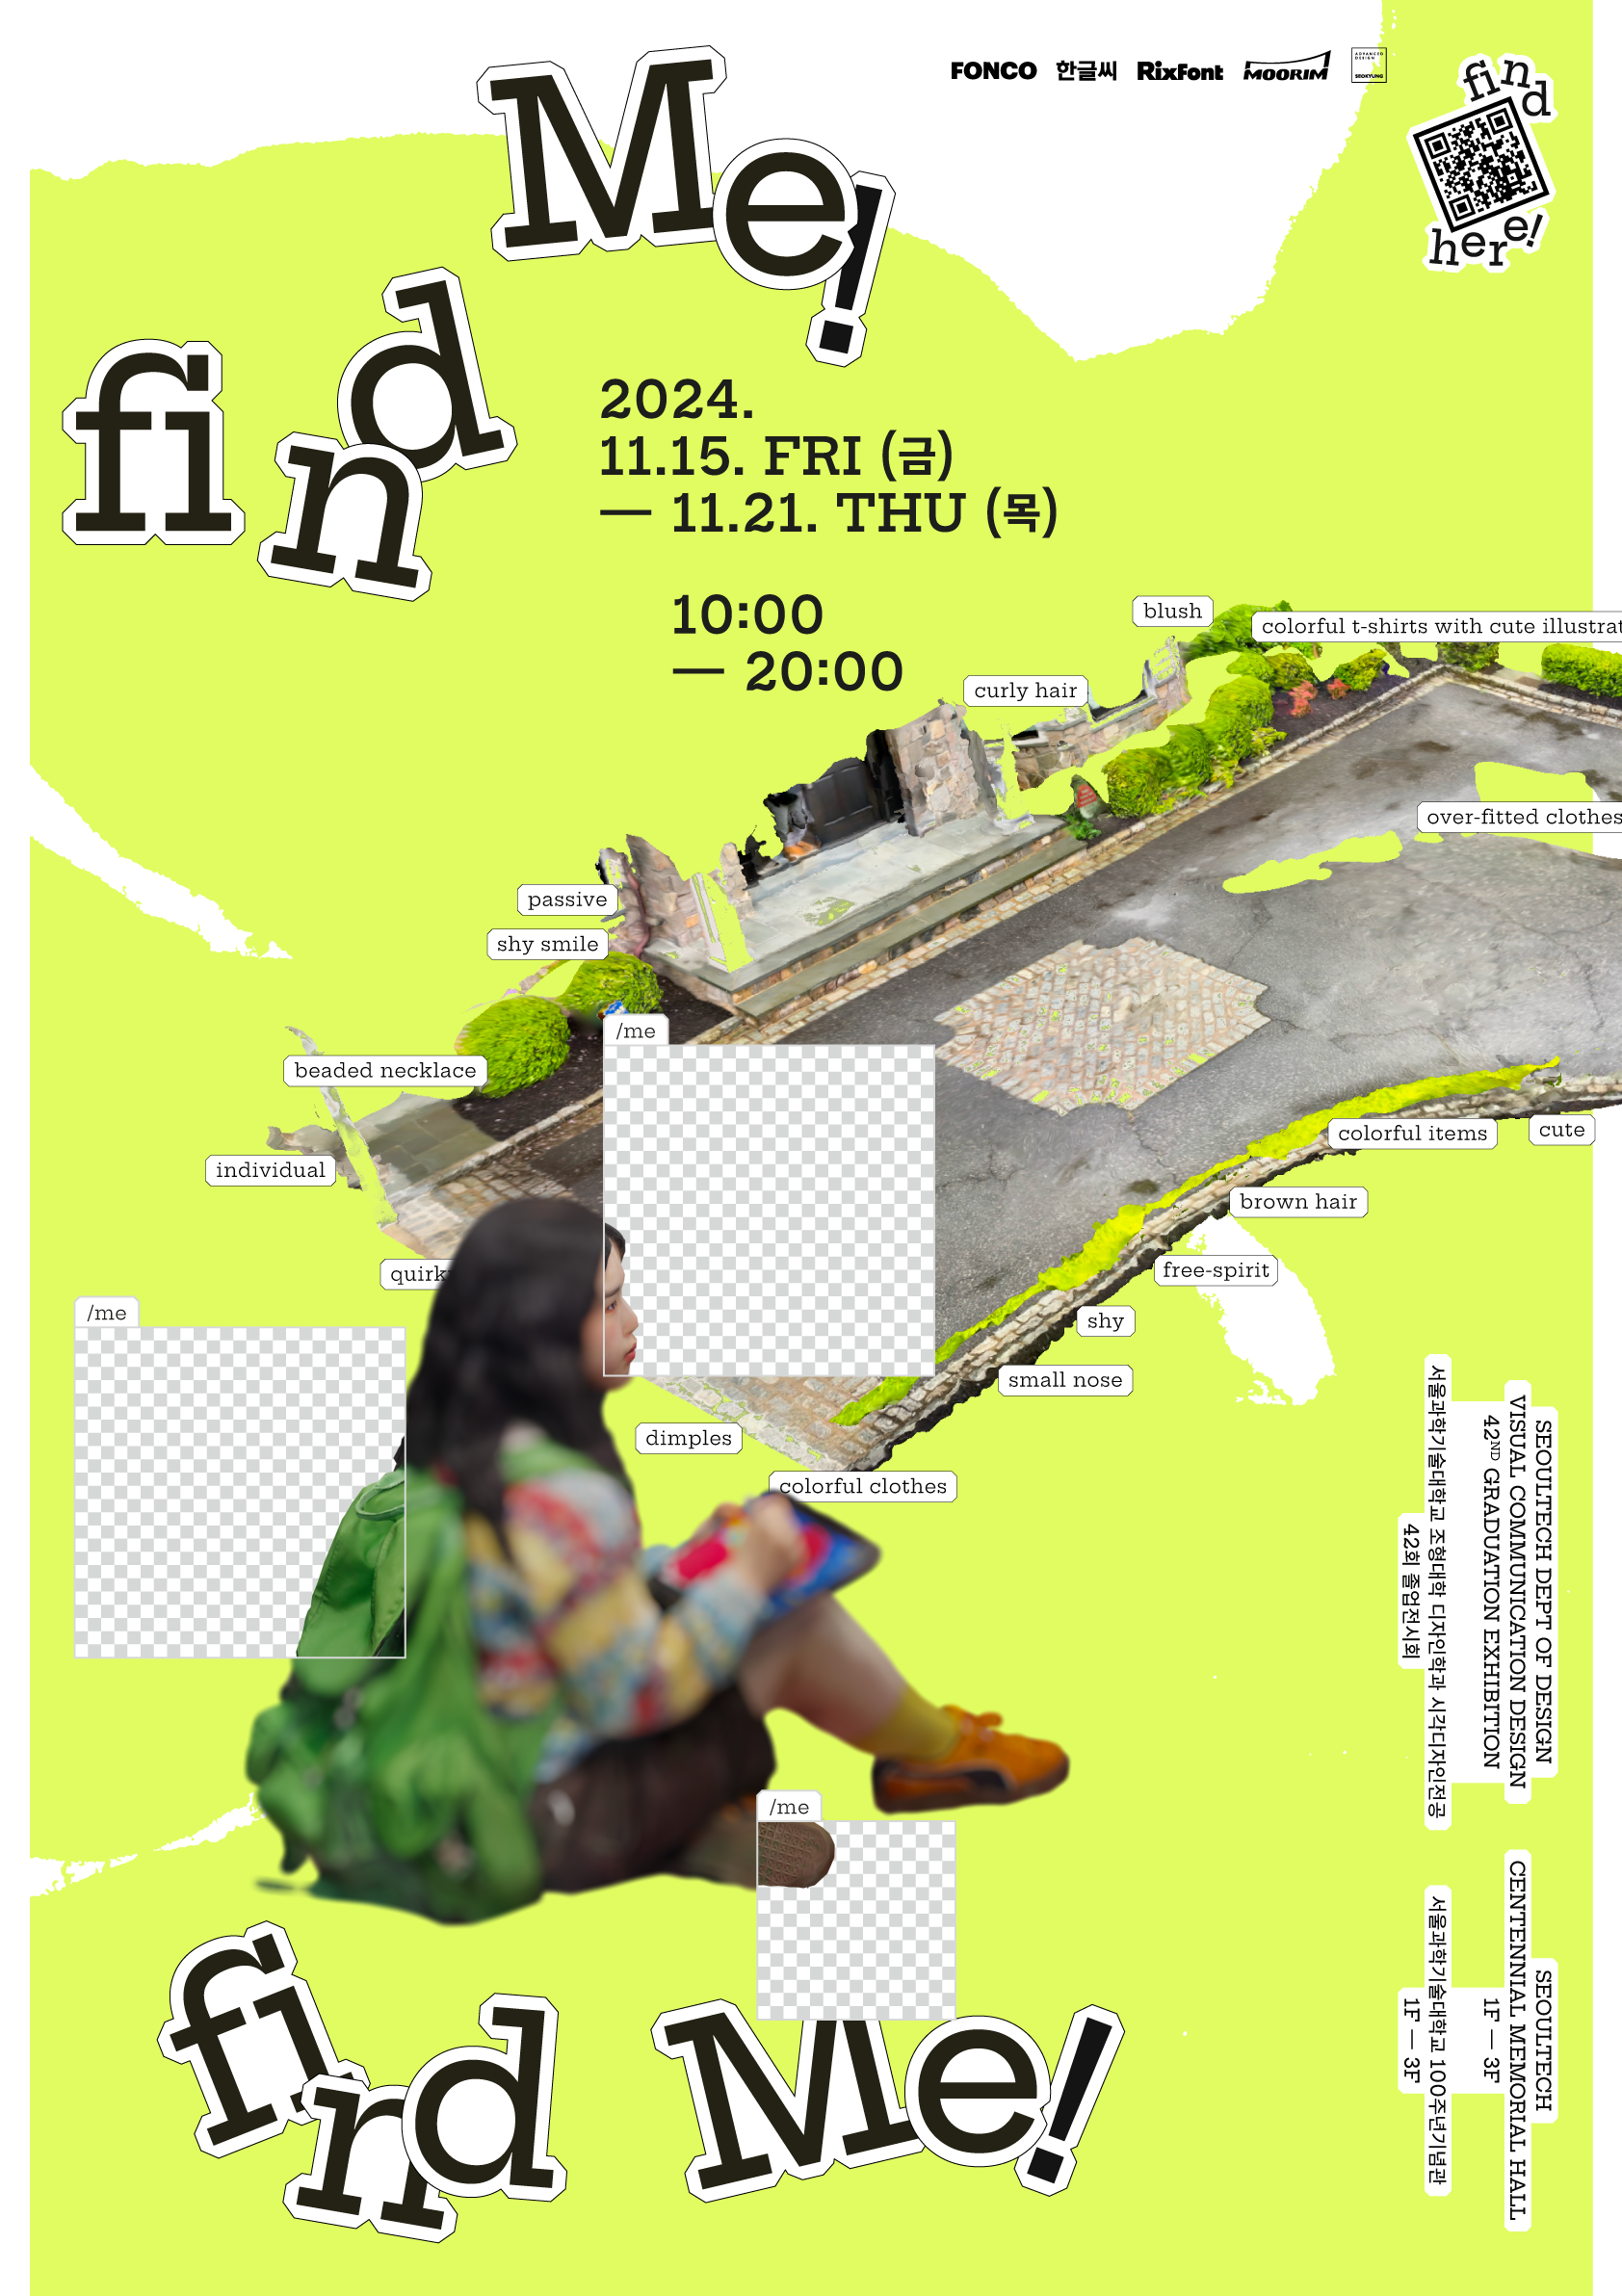 FONCO 한글씨 RixFont MOORIM
ADVANCED
DESIGN
SEOKYUNG
find
here!
find Me!
2024.
11.15. FRI (금)
— 11.21. THU (목)
10:00
— 20:00
blush
colorful t-shirts with cute illustrat
curly hair
over-fitted clothes
passive
shy smile
/me
beaded necklace
colorful items
cute
individual
brown hair
quirk
free-spirit
/me
shy
small nose
dimples
colorful clothes
/me
SEOULTECH DEPT OF DESIGN
VISUAL COMMUNICATION DESIGN
42ND GRADUATION EXHIBITION
서울과학기술대학교 조형대학 디자인학과 시각디자인전공
42회 졸업전시회
SEOULTECH
CENTENNIAL MEMORIAL HALL
1F — 3F
서울과학기술대학교 100주년기념관
1F — 3F
find Me!